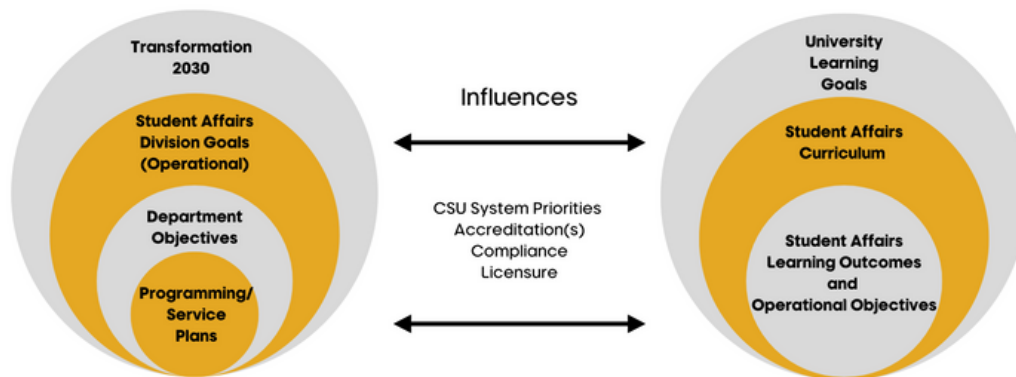 Transformation
2030
Student Affairs
Division Goals
(Operational)
Department
Objectives
Programming/
Service
Plans
Influences
CSU System Priorities
Accreditation(s)
Compliance
Licensure
University
Learning
Goals
Student Affairs
Curriculum
Student Affairs
Learning Outcomes
and
Operational Objectives